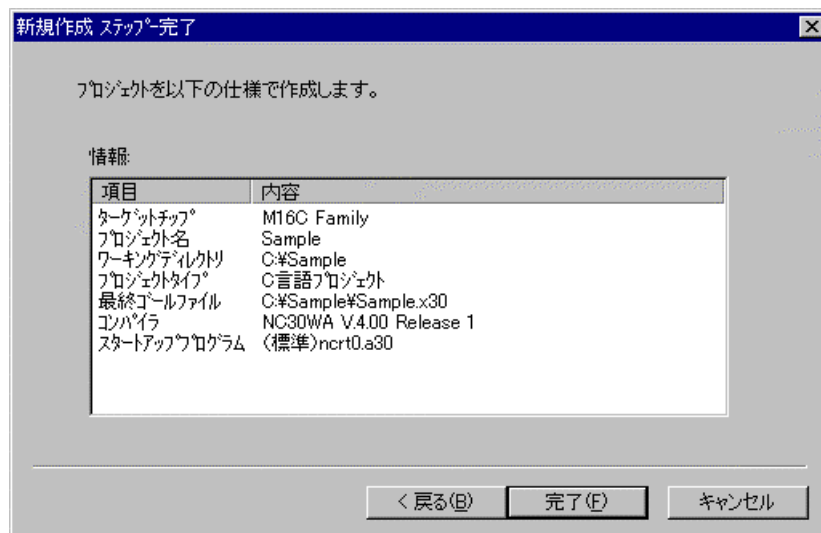 新規作成 ステップ-完了
プロジェクトを以下の仕様で作成します。
情報:
項目 内容
ターゲットチップ M16C Family
プロジェクト名 Sample
ワーキングディレクトリ C:¥Sample
プロジェクトタイプ C言語プロジェクト
最終ゴールファイル C:¥Sample¥Sample.x30
コンパイラ NC30WA V.4.00 Release 1
スタートアッププログラム (標準)ncrt0.a30
< 戻る(B) 完了(F) キャンセル